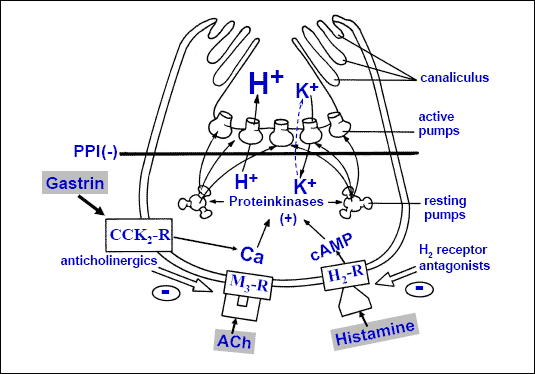 H+
K+
canaliculus
active
pumps
PPI(-)
Gastrin
H+
K+
Proteinkinases
(+)
resting
pumps
CCK2-R
Ca
cAMP
anticholinergics
H2 receptor
antagonists
M3-R
H2-R
-
-
ACh
Histamine